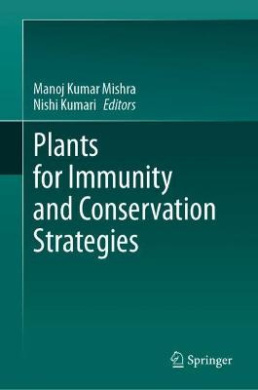 Manoj Kumar Mishra
Nishi Kumari Editors
Plants
for Immunity
and Conservation
Strategies
Springer